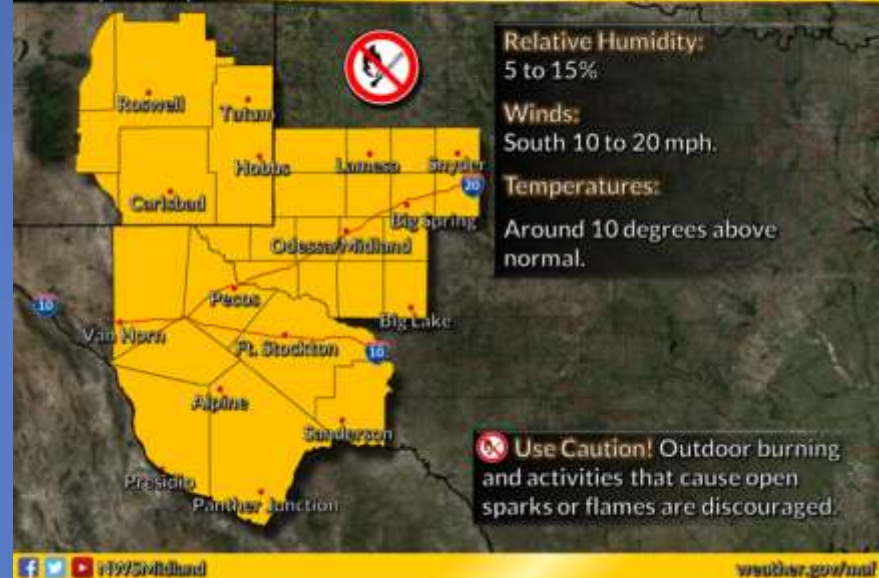 Relative Humidity:
5 to 15%
Winds:
South 10 to 20 mph.
Temperatures:
Around 10 degrees above
normal.
Roswell
Tatum
Hobbs
Lamesa
Snyder
20
Carlsbad
Big Spring
Odessa/Midland
Pecos
10
Big Lake
Van Horn
Ft. Stockton
10
Alpine
Sanderson
Presidio
Panther Junction
Use Caution! Outdoor burning
and activities that cause open
sparks or flames are discouraged.
NWSMidland
weather.gov/maf